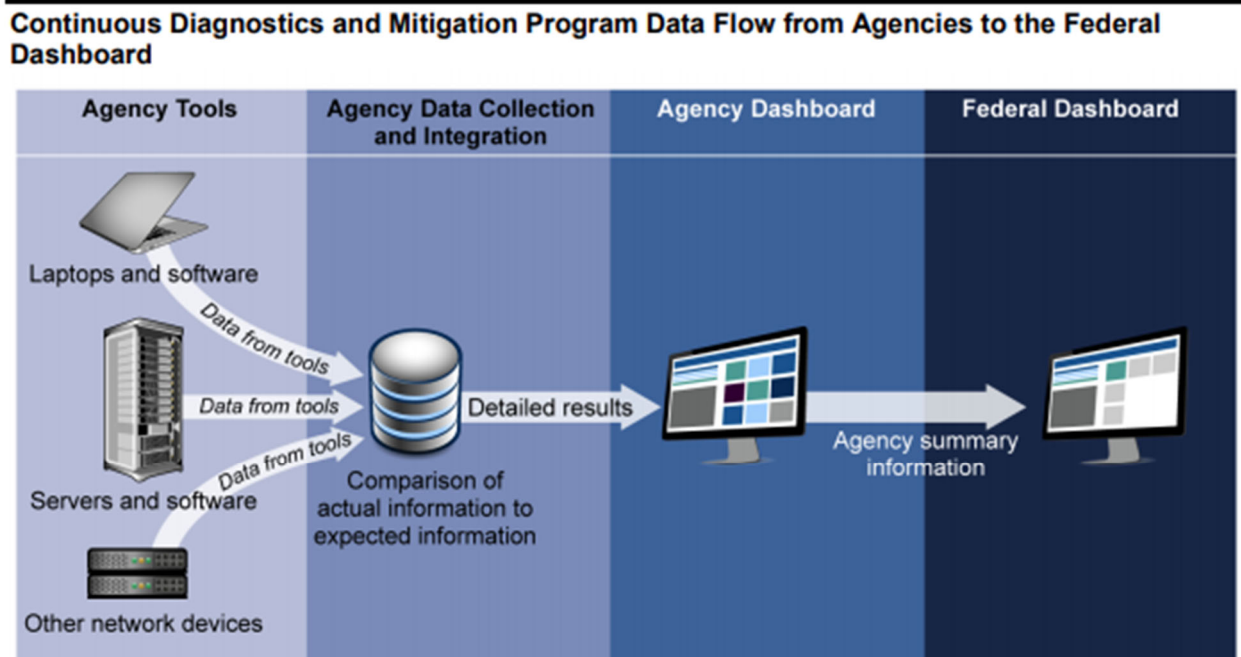 Continuous Diagnostics and Mitigation Program Data Flow from Agencies to the Federal
Dashboard
Agency Tools
Agency Data Collection
and Integration
Agency Dashboard
Federal Dashboard
Laptops and software
Data from tools
Servers and software
Data from tools
Other network devices
Data from tools
Comparison of
actual information to
expected information
Detailed results
Agency summary
information